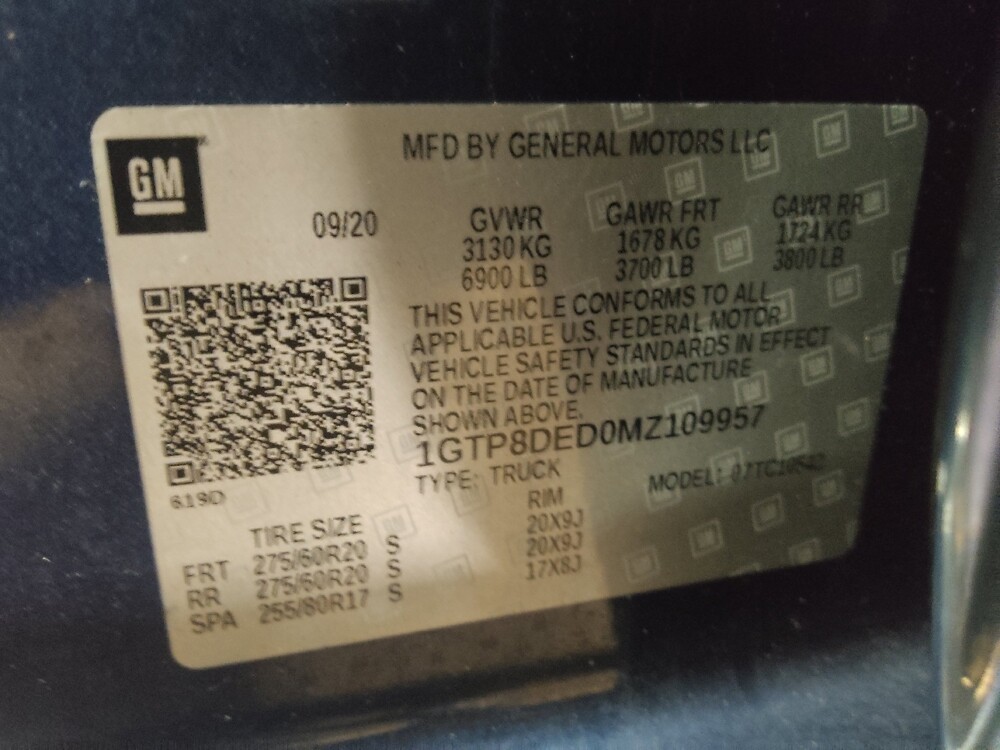 GM
MFD BY GENERAL MOTORS LLC
09/20
GVWR GAWR FRT GAWR RR
3130 KG 1678 KG 1724 KG
6900 LB 3700 LB 3800 LB
THIS VEHICLE CONFORMS TO ALL
APPLICABLE U.S. FEDERAL MOTOR
VEHICLE SAFETY STANDARDS IN EFFECT
ON THE DATE OF MANUFACTURE
SHOWN ABOVE.
1GTP8DED0MZ109957
TYPE: TRUCK MODEL:
619D
TIRE SIZE RIM
FRT 275/60R20 S 20X9J
RR 275/60R20 S 20X9J
SPA 255/80R17 S 17X8J